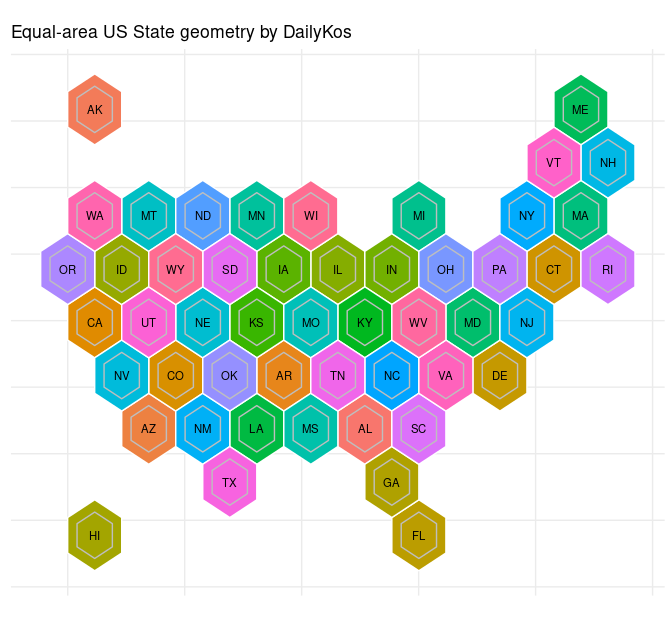 Equal-area US State geometry by DailyKos
AK
ME
VT
NH
WA
MT
ND
MN
WI
MI
NY
MA
OR
ID
WY
SD
IA
IL
IN
OH
PA
CT
RI
CA
UT
NE
KS
MO
KY
WV
MD
NJ
NV
CO
OK
AR
TN
NC
VA
DE
AZ
NM
LA
MS
AL
SC
TX
GA
HI
FL